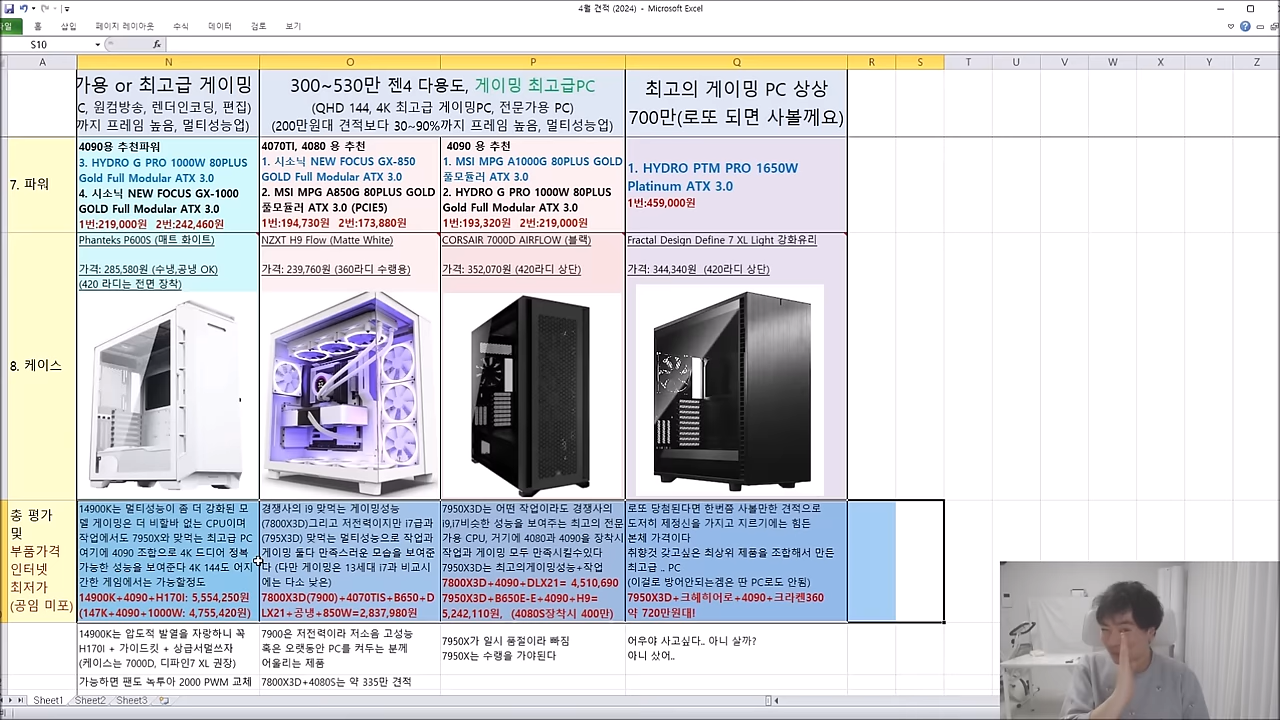 4월 견적 (2024) - Microsoft Excel
파일 홈 삽입 페이지 레이아웃 수식 데이터 검토 보기
S10
fx
A N O P Q R S T U V W X Y Z
가용 or 최고급 게이밍
C, 원컴방송, 렌더인코딩, 편집)
까지 프레임 높음, 멀티성능업)
300~530만 젠4 다용도, 게이밍 최고급PC
(QHD 144, 4K 최고급 게이밍PC, 전문가용 PC)
(200만원대 견적보다 30~90%까지 프레임 높음, 멀티성능업)
최고의 게이밍 PC 상상
700만(로또 되면 사볼께요)
7. 파워
4090용 추천파워
3. HYDRO G PRO 1000W 80PLUS
Gold Full Modular ATX 3.0
4. 시소닉 NEW FOCUS GX-1000
GOLD Full Modular ATX 3.0
1번:219,000원 2번:242,460원
4070TI, 4080 용 추천
1. 시소닉 NEW FOCUS GX-850
GOLD Full Modular ATX 3.0
2. MSI MPG A850G 80PLUS GOLD
풀모듈러 ATX 3.0 (PCIE5)
1번:194,730원 2번:173,880원
4090 용 추천
1. MSI MPG A1000G 80PLUS GOLD
풀모듈러 ATX 3.0
2. HYDRO G PRO 1000W 80PLUS
Gold Full Modular ATX 3.0
1번:193,320원 2번:219,000원
1. HYDRO PTM PRO 1650W
Platinum ATX 3.0
1번:459,000원
8. 케이스
Phanteks P600S (매트 화이트)
가격: 285,580원 (수냉,공냉 OK)
(420 라디는 전면 장착)
NZXT H9 Flow (Matte White)
가격: 239,760원 (360라디 수랭용)
CORSAIR 7000D AIRFLOW (블랙)
가격: 352,070원 (420라디 상단)
Fractal Design Define 7 XL Light 강화유리
가격: 344,340원 (420라디 상단)
총 평가
및
부품가격
인터넷
최저가
(공임 미포)
14900K는 멀티성능이 좀 더 강화된 모
델 게이밍은 더 비할바 없는 CPU이며
작업에서도 7950X와 맞먹는 최고급 PC
여기에 4090 조합으로 4K 드디어 정복
가능한 성능을 보여준다 4K 144도 어지
간한 게임에서는 가능할정도
14900K+4090+H170I: 5,554,250원
(147K+4090+1000W: 4,755,420원)
경쟁사의 i9 맞먹는 게이밍성능
(7800X3D)그리고 저전력이지만 i7급과
(795X3D) 맞먹는 멀티성능으로 작업과
게이밍 둘다 만족스러운 모습을 보여준
다 (다만 게이밍은 13세대 i7과 비교시
에는 다소 낮은)
7800X3D(7900)+4070TIS+B650+D
LX21+공냉+850W=2,837,980원
7950X3D는 어떤 작업이라도 경쟁사의
i9,i7비슷한 성능을 보여주는 최고의 전문
가용 CPU, 거기에 4080과 4090을 장착시
작업과 게이밍 모두 만족시킬수있다
7950X3D는 최고의게이밍성능+작업
7800X3D+4090+DLX21= 4,510,690
7950X3D+B650E-E+4090+H9=
5,242,110원, (4080S장착시 400만)
로또 당첨된다면 한번쯤 사볼만한 견적으로
도저히 제정신을 가지고 지르기에는 힘든
본체 가격이다
취향것 갖고싶은 최상위 제품을 조합해서 만든
최고급 .. PC
(이걸로 방어안되는겜은 딴 PC로도 안됨)
7950X3D+크헤히어로+4090+크라켄360
약 720만원대!
14900K는 압도적 발열을 자랑하니 꼭
H170I + 가이드킷 + 상급서멀쓰자
(케이스는 7000D, 디파인7 XL 권장)
7900은 저전력이라 저소음 고성능
혹은 오랫동안 PC를 켜두는 분께
어울리는 제품
7950X가 일시 품절이라 빠짐
7950X는 수랭을 가야된다
어우야 사고싶다.. 아니 살까?
아니 샀어..
가능하면 팬도 녹투아 2000 PWM 교체
7800X3D+4080S는 약 335만 견적
Sheet1 Sheet2 Sheet3